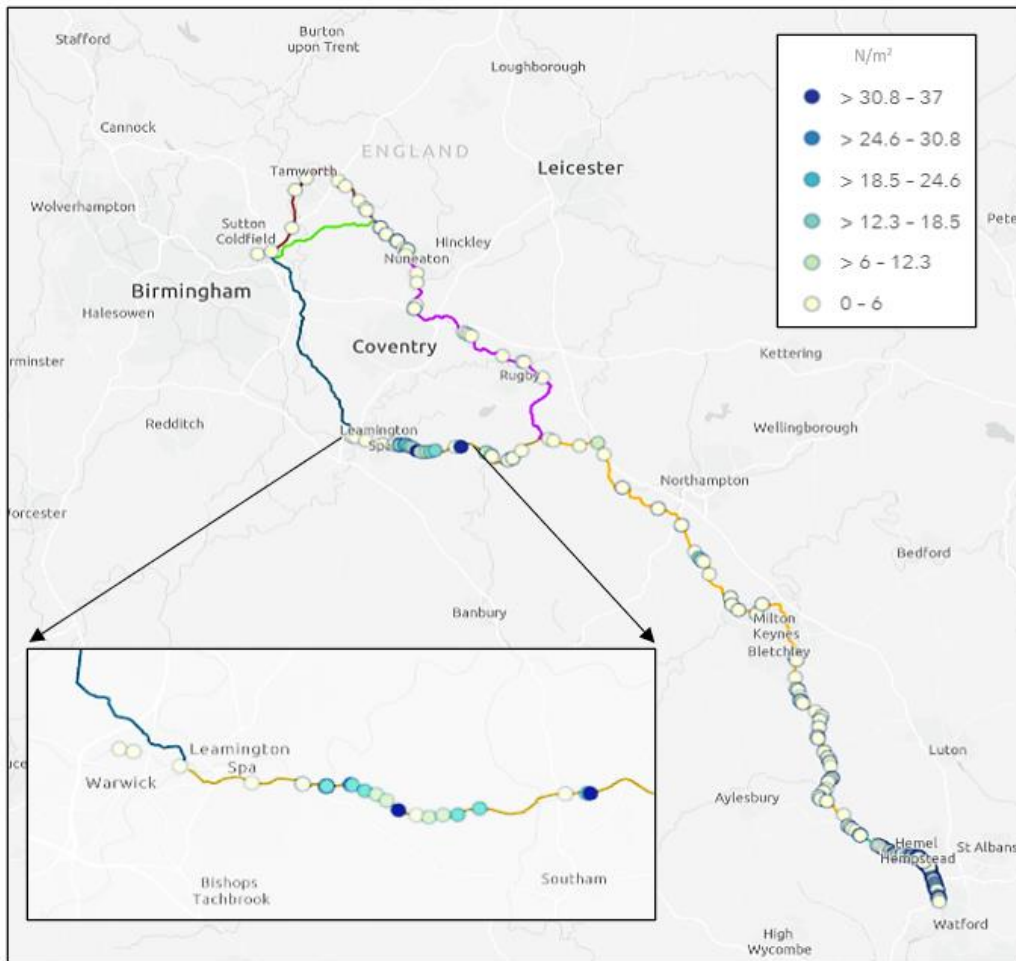 Stafford
Burton
upon Trent
Loughborough
Cannock
ENGLAND
Tamworth
Leicester
Wolverhampton
Sutton
Coldfield
Hinckley
Nuneaton
Birmingham
Halesowen
Coventry
rminster
Kettering
Rugby
Redditch
Leamington
Spa
Wellingborough
Northampton
orcester
Bedford
Banbury
Milton
Keynes
Bletchley
Luton
Aylesbury
Hemel
Hempstead
St Albans
Watford
High
Wycombe
Pete
N/m²
> 30.8 – 37
> 24.6 – 30.8
> 18.5 – 24.6
> 12.3 – 18.5
> 6 – 12.3
0 – 6
Leamington
Spa
Warwick
Bishops
Tachbrook
Southam